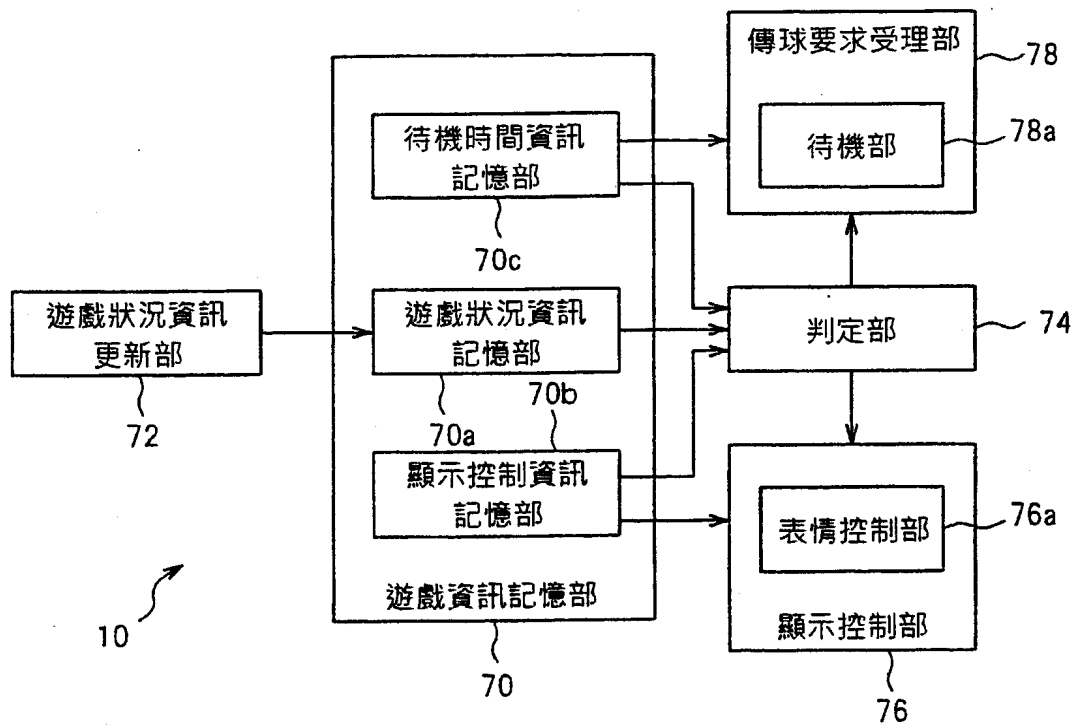 傳球要求受理部
78
待機部
78a
待機時間資訊
記憶部
70c
遊戲狀況資訊
更新部
72
遊戲狀況資訊
記憶部
70a
判定部
74
70b
顯示控制資訊
記憶部
表情控制部
76a
遊戲資訊記憶部
70
顯示控制部
76
10